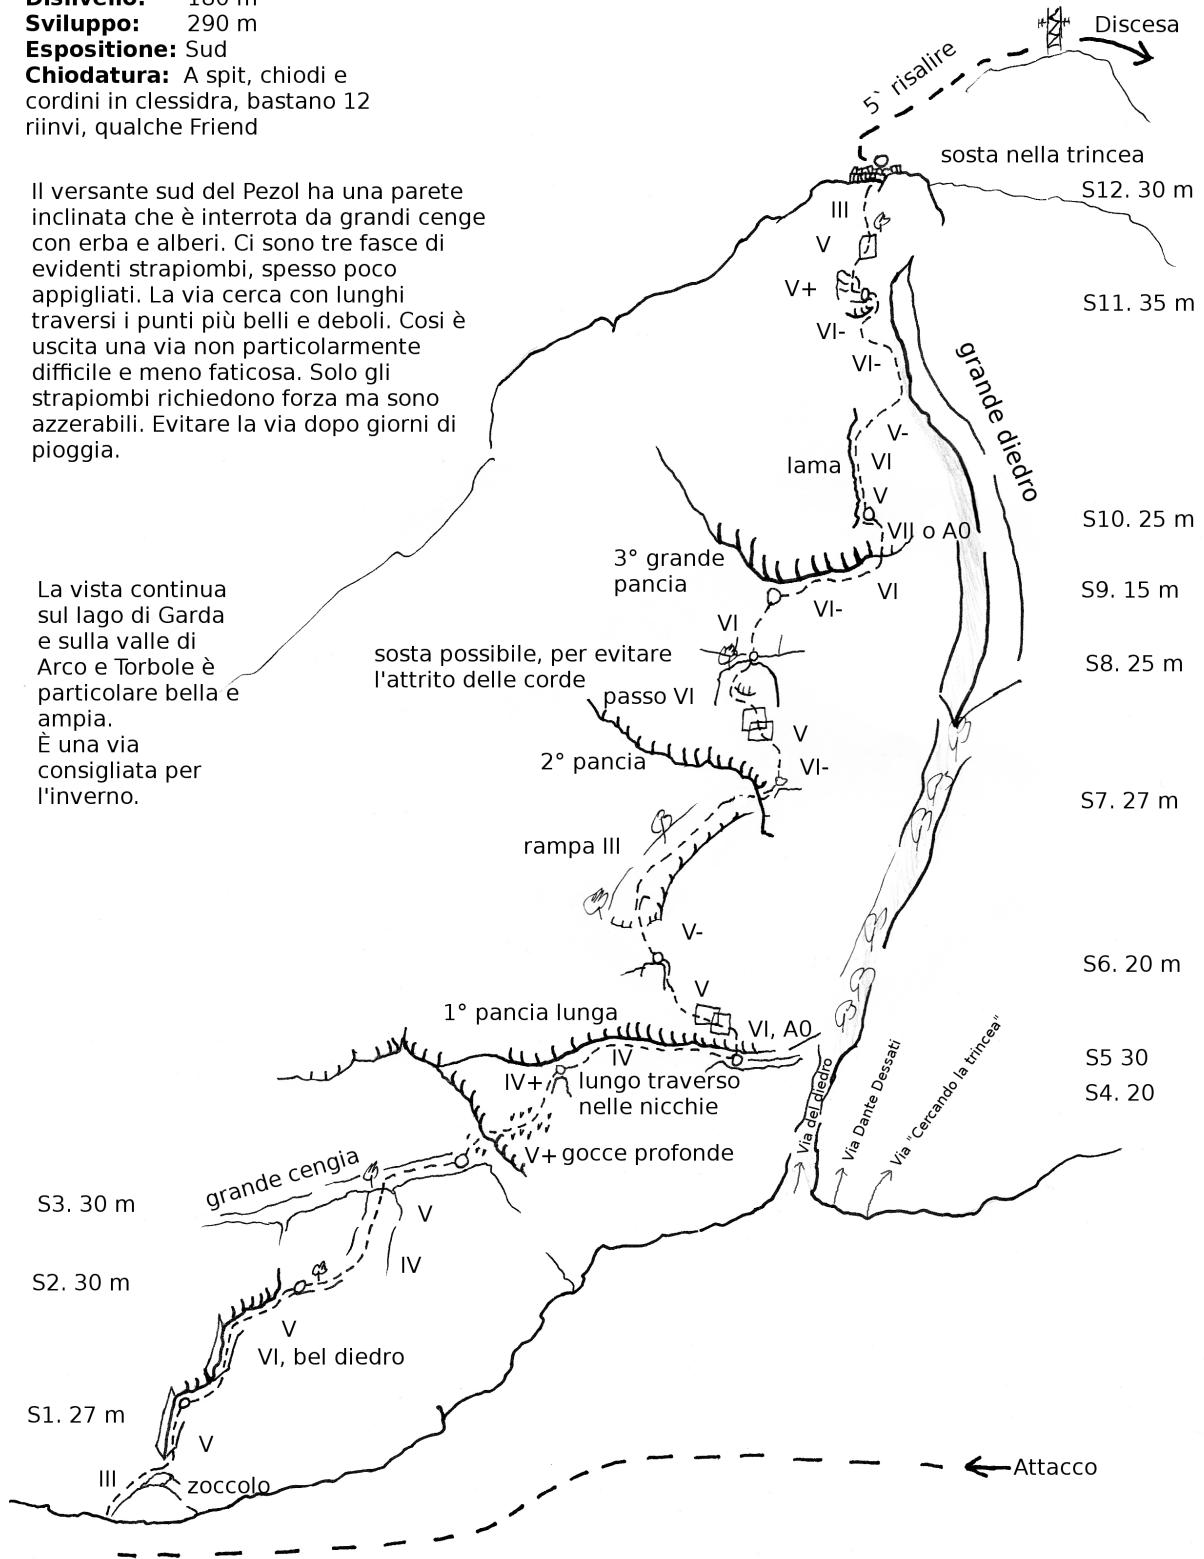 Dislivello: 180 m
Sviluppo: 290 m
Espositione: Sud
Chiodatura: A spit, chiodi e
cordini in clessidra, bastano 12
riinvi, qualche Friend
Il versante sud del Pezol ha una parete
inclinata che è interrota da grandi cenge
con erba e alberi. Ci sono tre fasce di
evidenti strapiombi, spesso poco
appigliati. La via cerca con lunghi
traversi i punti più belli e deboli. Cosi è
uscita una via non particolarmente
difficile e meno faticosa. Solo gli
strapiombi richiedono forza ma sono
azzerabili. Evitare la via dopo giorni di
pioggia.
La vista continua
sul lago di Garda
e sulla valle di
Arco e Torbole è
particolare bella e
ampia.
È una via
consigliata per
l'inverno.
Discesa
5` risalire
sosta nella trincea
S12. 30 m
III
V
V+
S11. 35 m
VI-
VI-
grande diedro
V-
lama
VI
V
VII o A0
S10. 25 m
3° grande
pancia
VI
VI-
S9. 15 m
VI
sosta possibile, per evitare
l'attrito delle corde
S8. 25 m
passo VI
V
2° pancia
VI-
S7. 27 m
rampa III
V-
S6. 20 m
V
1° pancia lunga
VI, A0
IV
S5 30
IV+
lungo traverso
nelle nicchie
S4. 20
Via del diedro
Via Dante Dessati
Via "Cercando la trincea"
V+ gocce profonde
grande cengia
S3. 30 m
V
IV
S2. 30 m
V
VI, bel diedro
S1. 27 m
V
III
zoccolo
Attacco